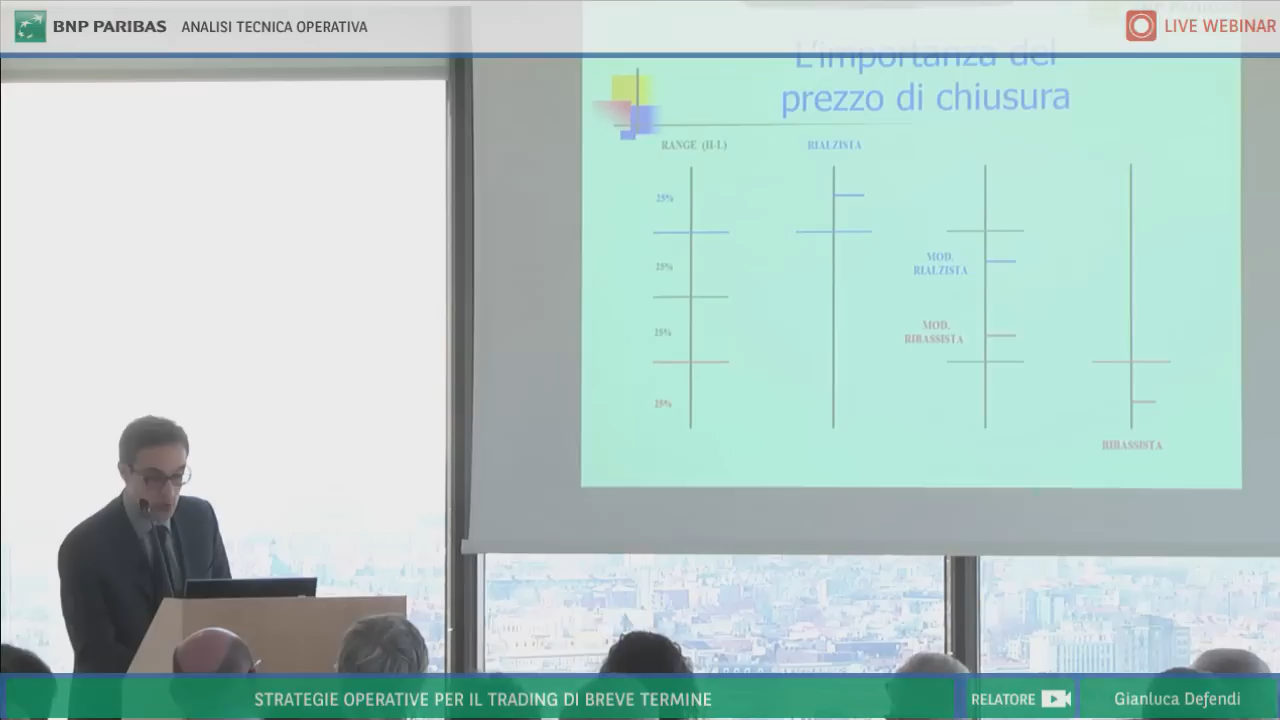 BNP PARIBAS ANALISI TECNICA OPERATIVA
LIVE WEBINAR
L'importanza del
prezzo di chiusura
RANGE (H-L)
RIALZISTA
25%
25%
MOD.
RIALZISTA
25%
MOD.
RIBASSISTA
25%
RIBASSISTA
STRATEGIE OPERATIVE PER IL TRADING DI BREVE TERMINE
RELATORE
Gianluca Defendi